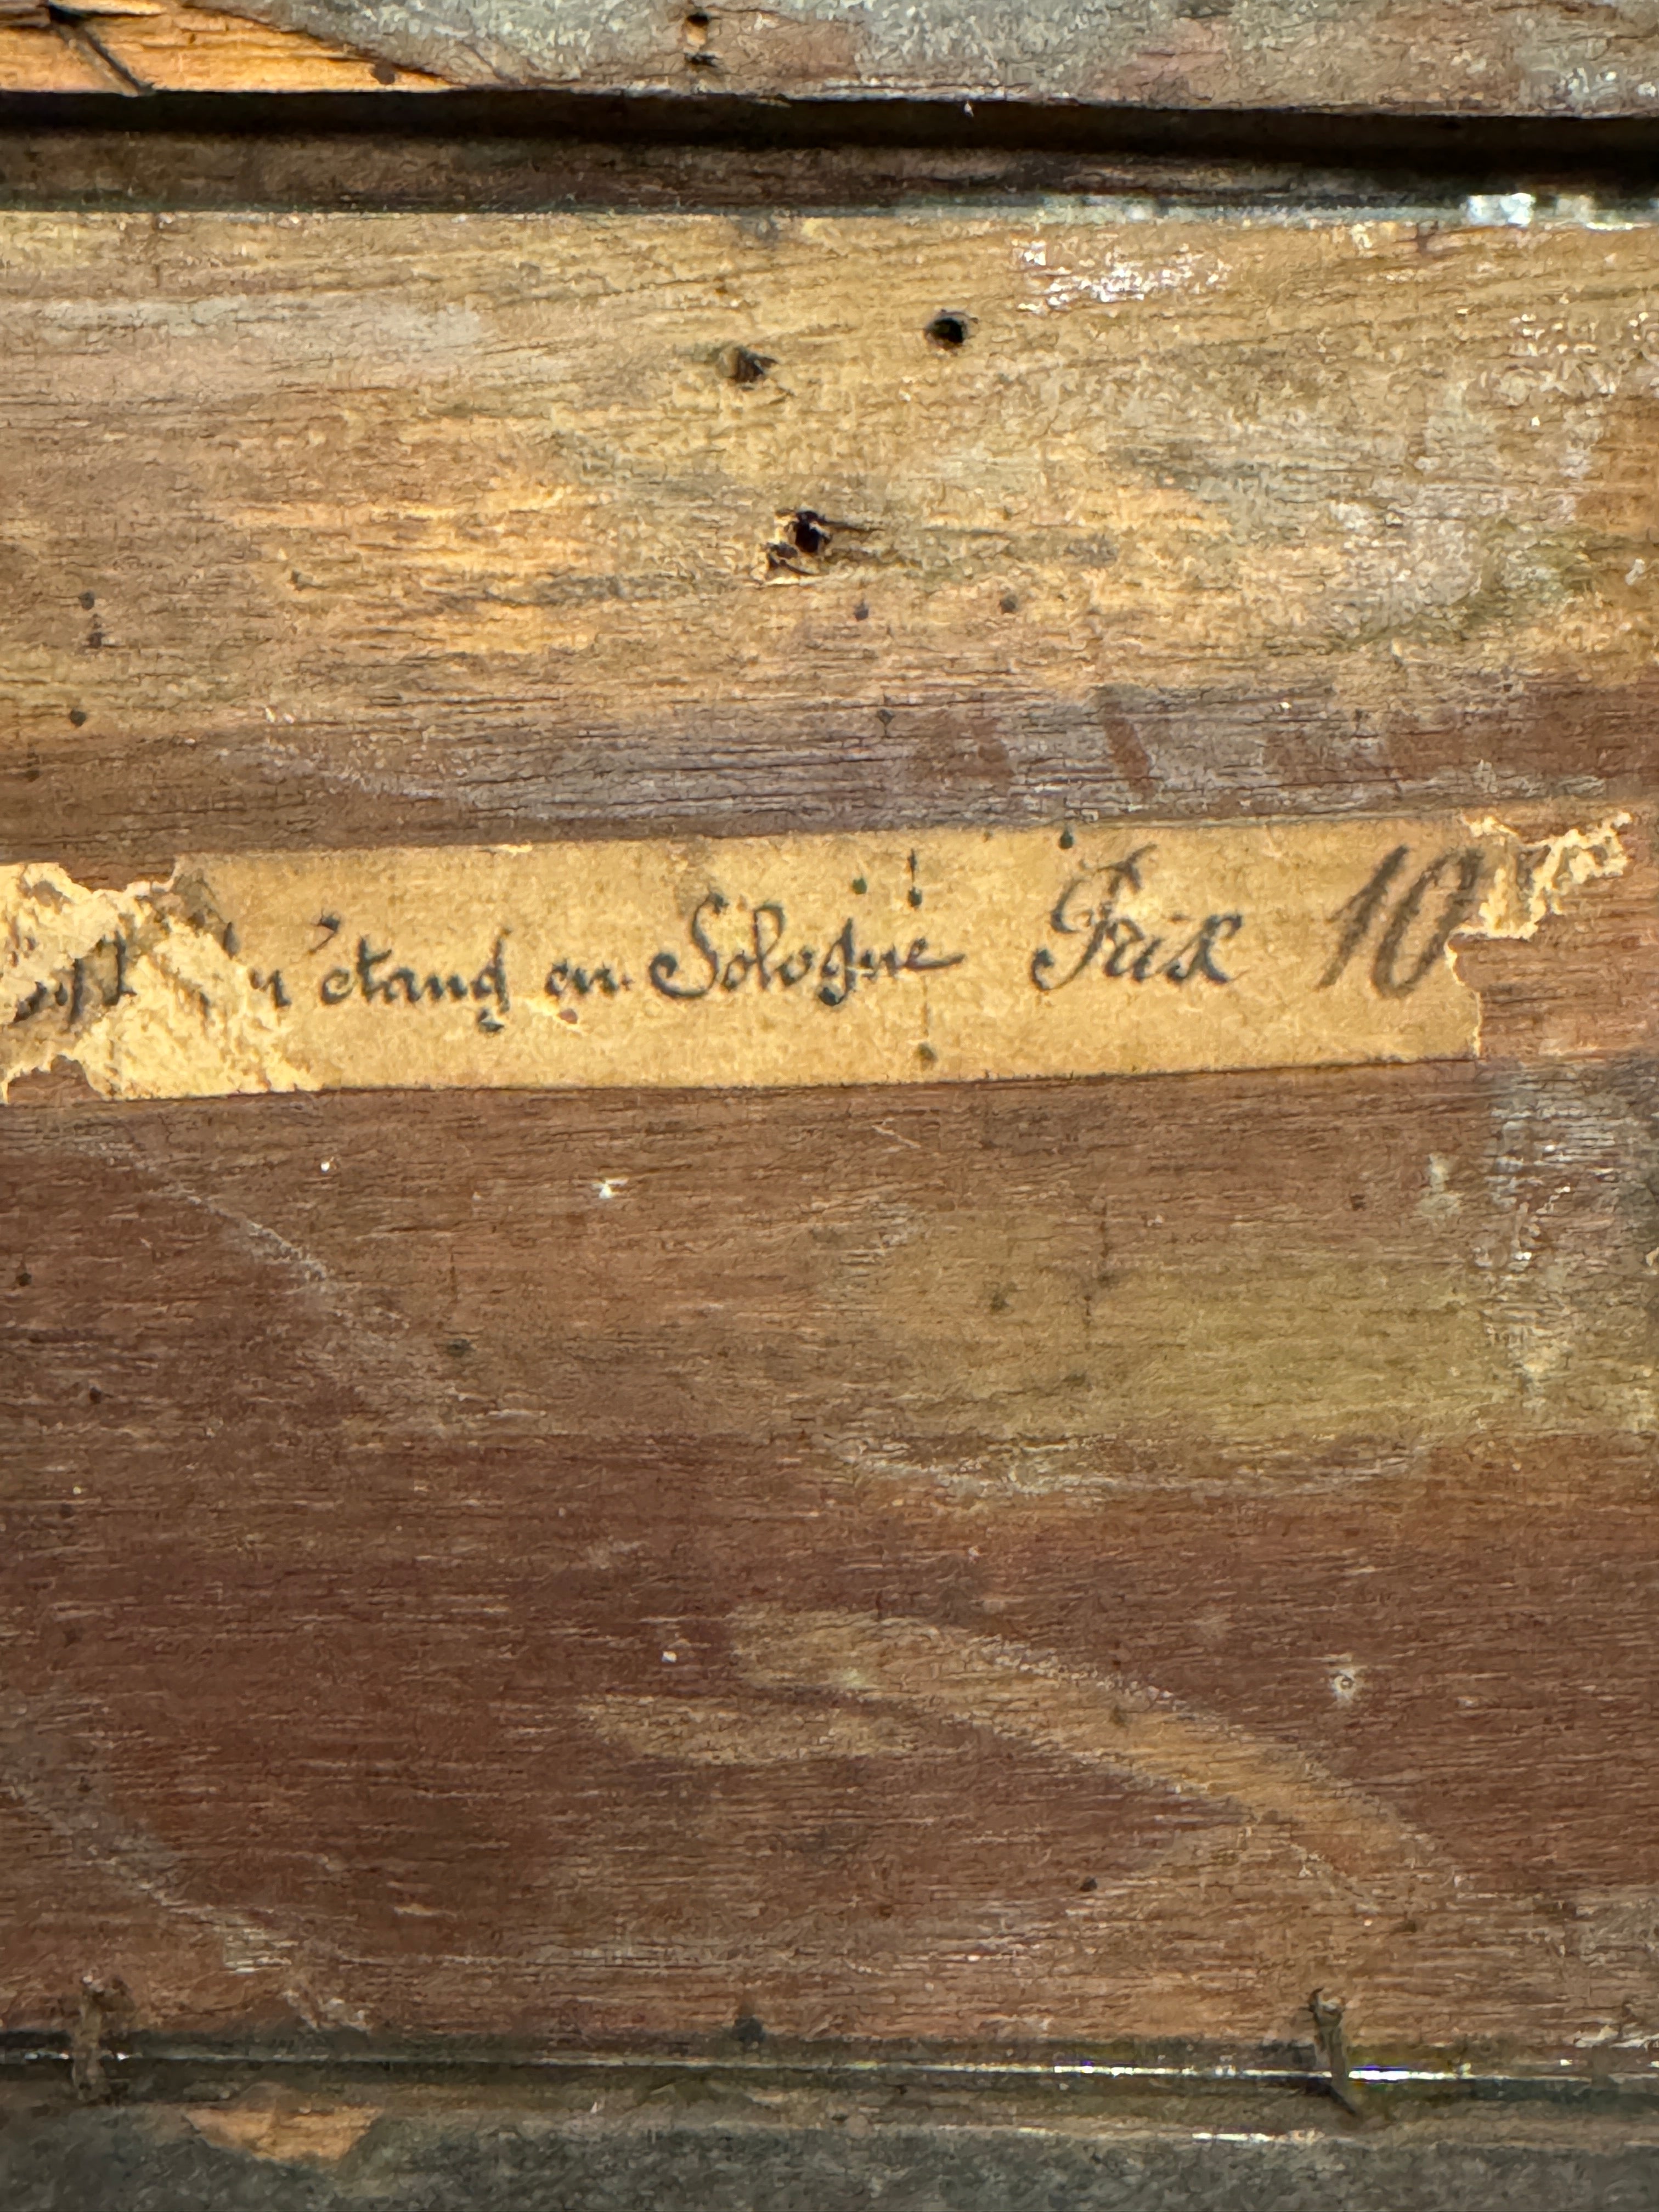 étang en Sologne Prix 10